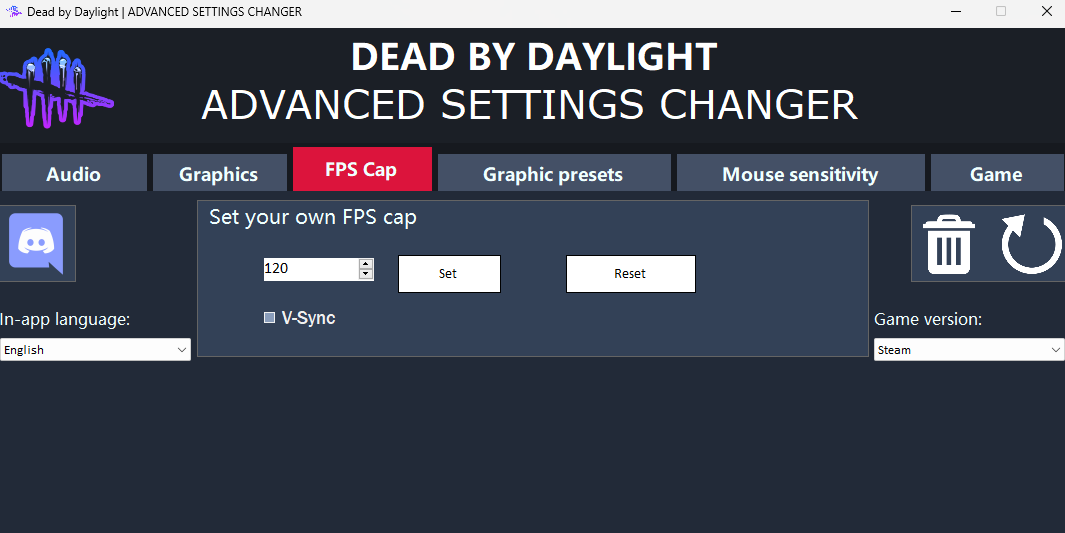 Dead by Daylight | ADVANCED SETTINGS CHANGER
DEAD BY DAYLIGHT
ADVANCED SETTINGS CHANGER
Audio Graphics FPS Cap Graphic presets Mouse sensitivity Game
Set your own FPS cap
120 Set Reset
V-Sync
In-app language:
English
Game version:
Steam